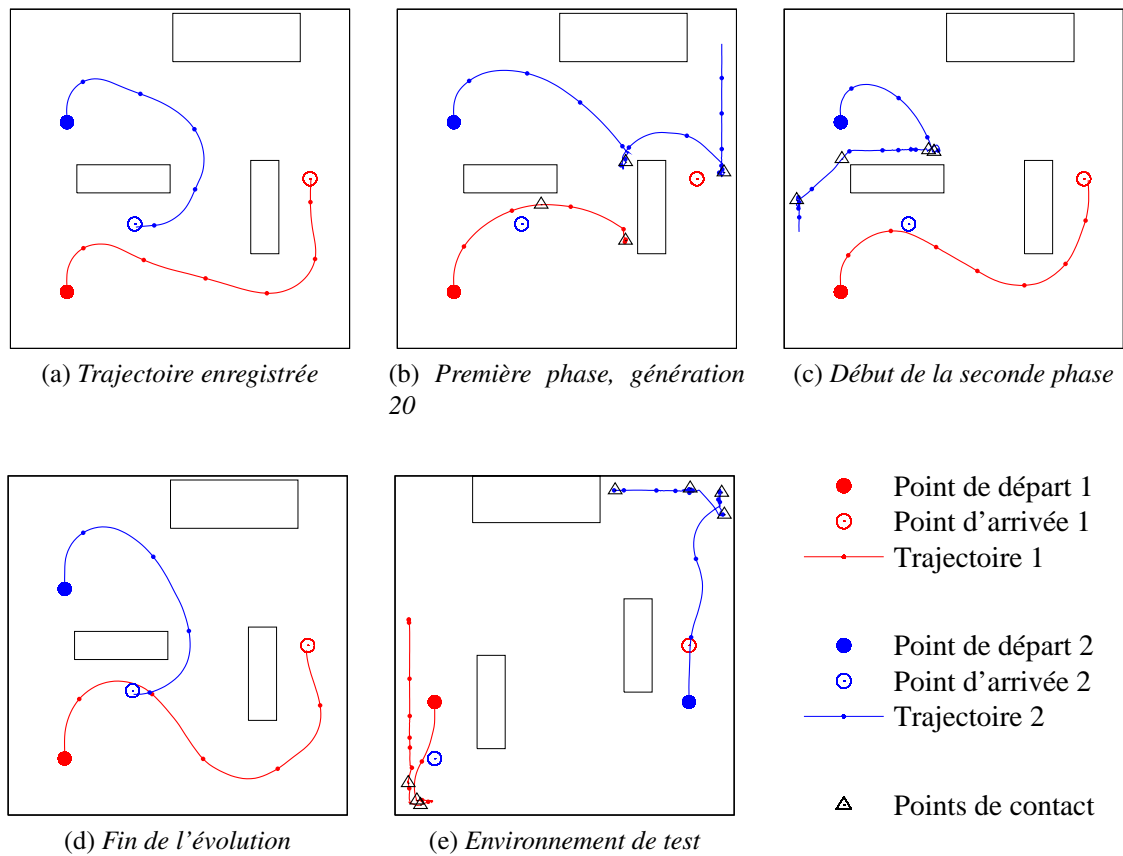 (a) Trajectoire enregistrée
(b) Première phase, génération
20
(c) Début de la seconde phase
(d) Fin de l'évolution
(e) Environnement de test
Point de départ 1
Point d'arrivée 1
Trajectoire 1
Point de départ 2
Point d'arrivée 2
Trajectoire 2
Points de contact